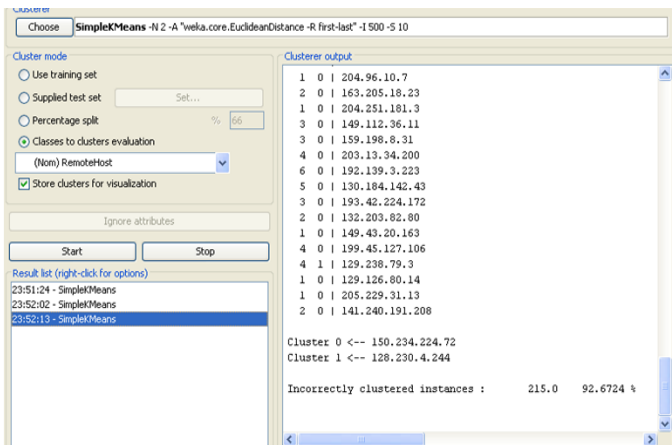 Clusterer
Choose SimpleKMeans -N 2 -A "weka.core.EuclideanDistance -R first-last" -I 500 -S 10
Cluster mode
Use training set
Supplied test set Set...
Percentage split % 66
Classes to clusters evaluation
(Nom) RemoteHost
Store clusters for visualization
Ignore attributes
Start Stop
Result list (right-click for options)
23:51:24 - SimpleKMeans
23:52:02 - SimpleKMeans
23:52:13 - SimpleKMeans
Clusterer output
1 0 | 204.96.10.7
2 0 | 163.205.18.23
1 0 | 204.251.181.3
3 0 | 149.112.36.11
3 0 | 159.198.8.31
4 0 | 203.13.34.200
6 0 | 192.139.3.223
5 0 | 130.184.142.43
3 0 | 193.42.224.172
2 0 | 132.203.82.80
1 0 | 149.43.20.163
4 0 | 199.45.127.106
4 1 | 129.238.79.3
1 0 | 129.126.80.14
1 0 | 205.229.31.13
2 0 | 141.240.191.208
Cluster 0 <-- 150.234.224.72
Cluster 1 <-- 128.230.4.244
Incorrectly clustered instances : 215.0 92.6724 %